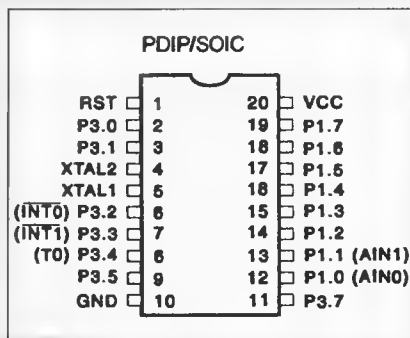 PDIP/SOIC
RST 1 20 VCC
P3.0 2 19 P1.7
P3.1 3 18 P1.6
XTAL2 4 17 P1.5
XTAL1 5 16 P1.4
(INT0) P3.2 6 15 P1.3
(INT1) P3.3 7 14 P1.2
(T0) P3.4 8 13 P1.1 (AIN1)
P3.5 9 12 P1.0 (AIN0)
GND 10 11 P3.7